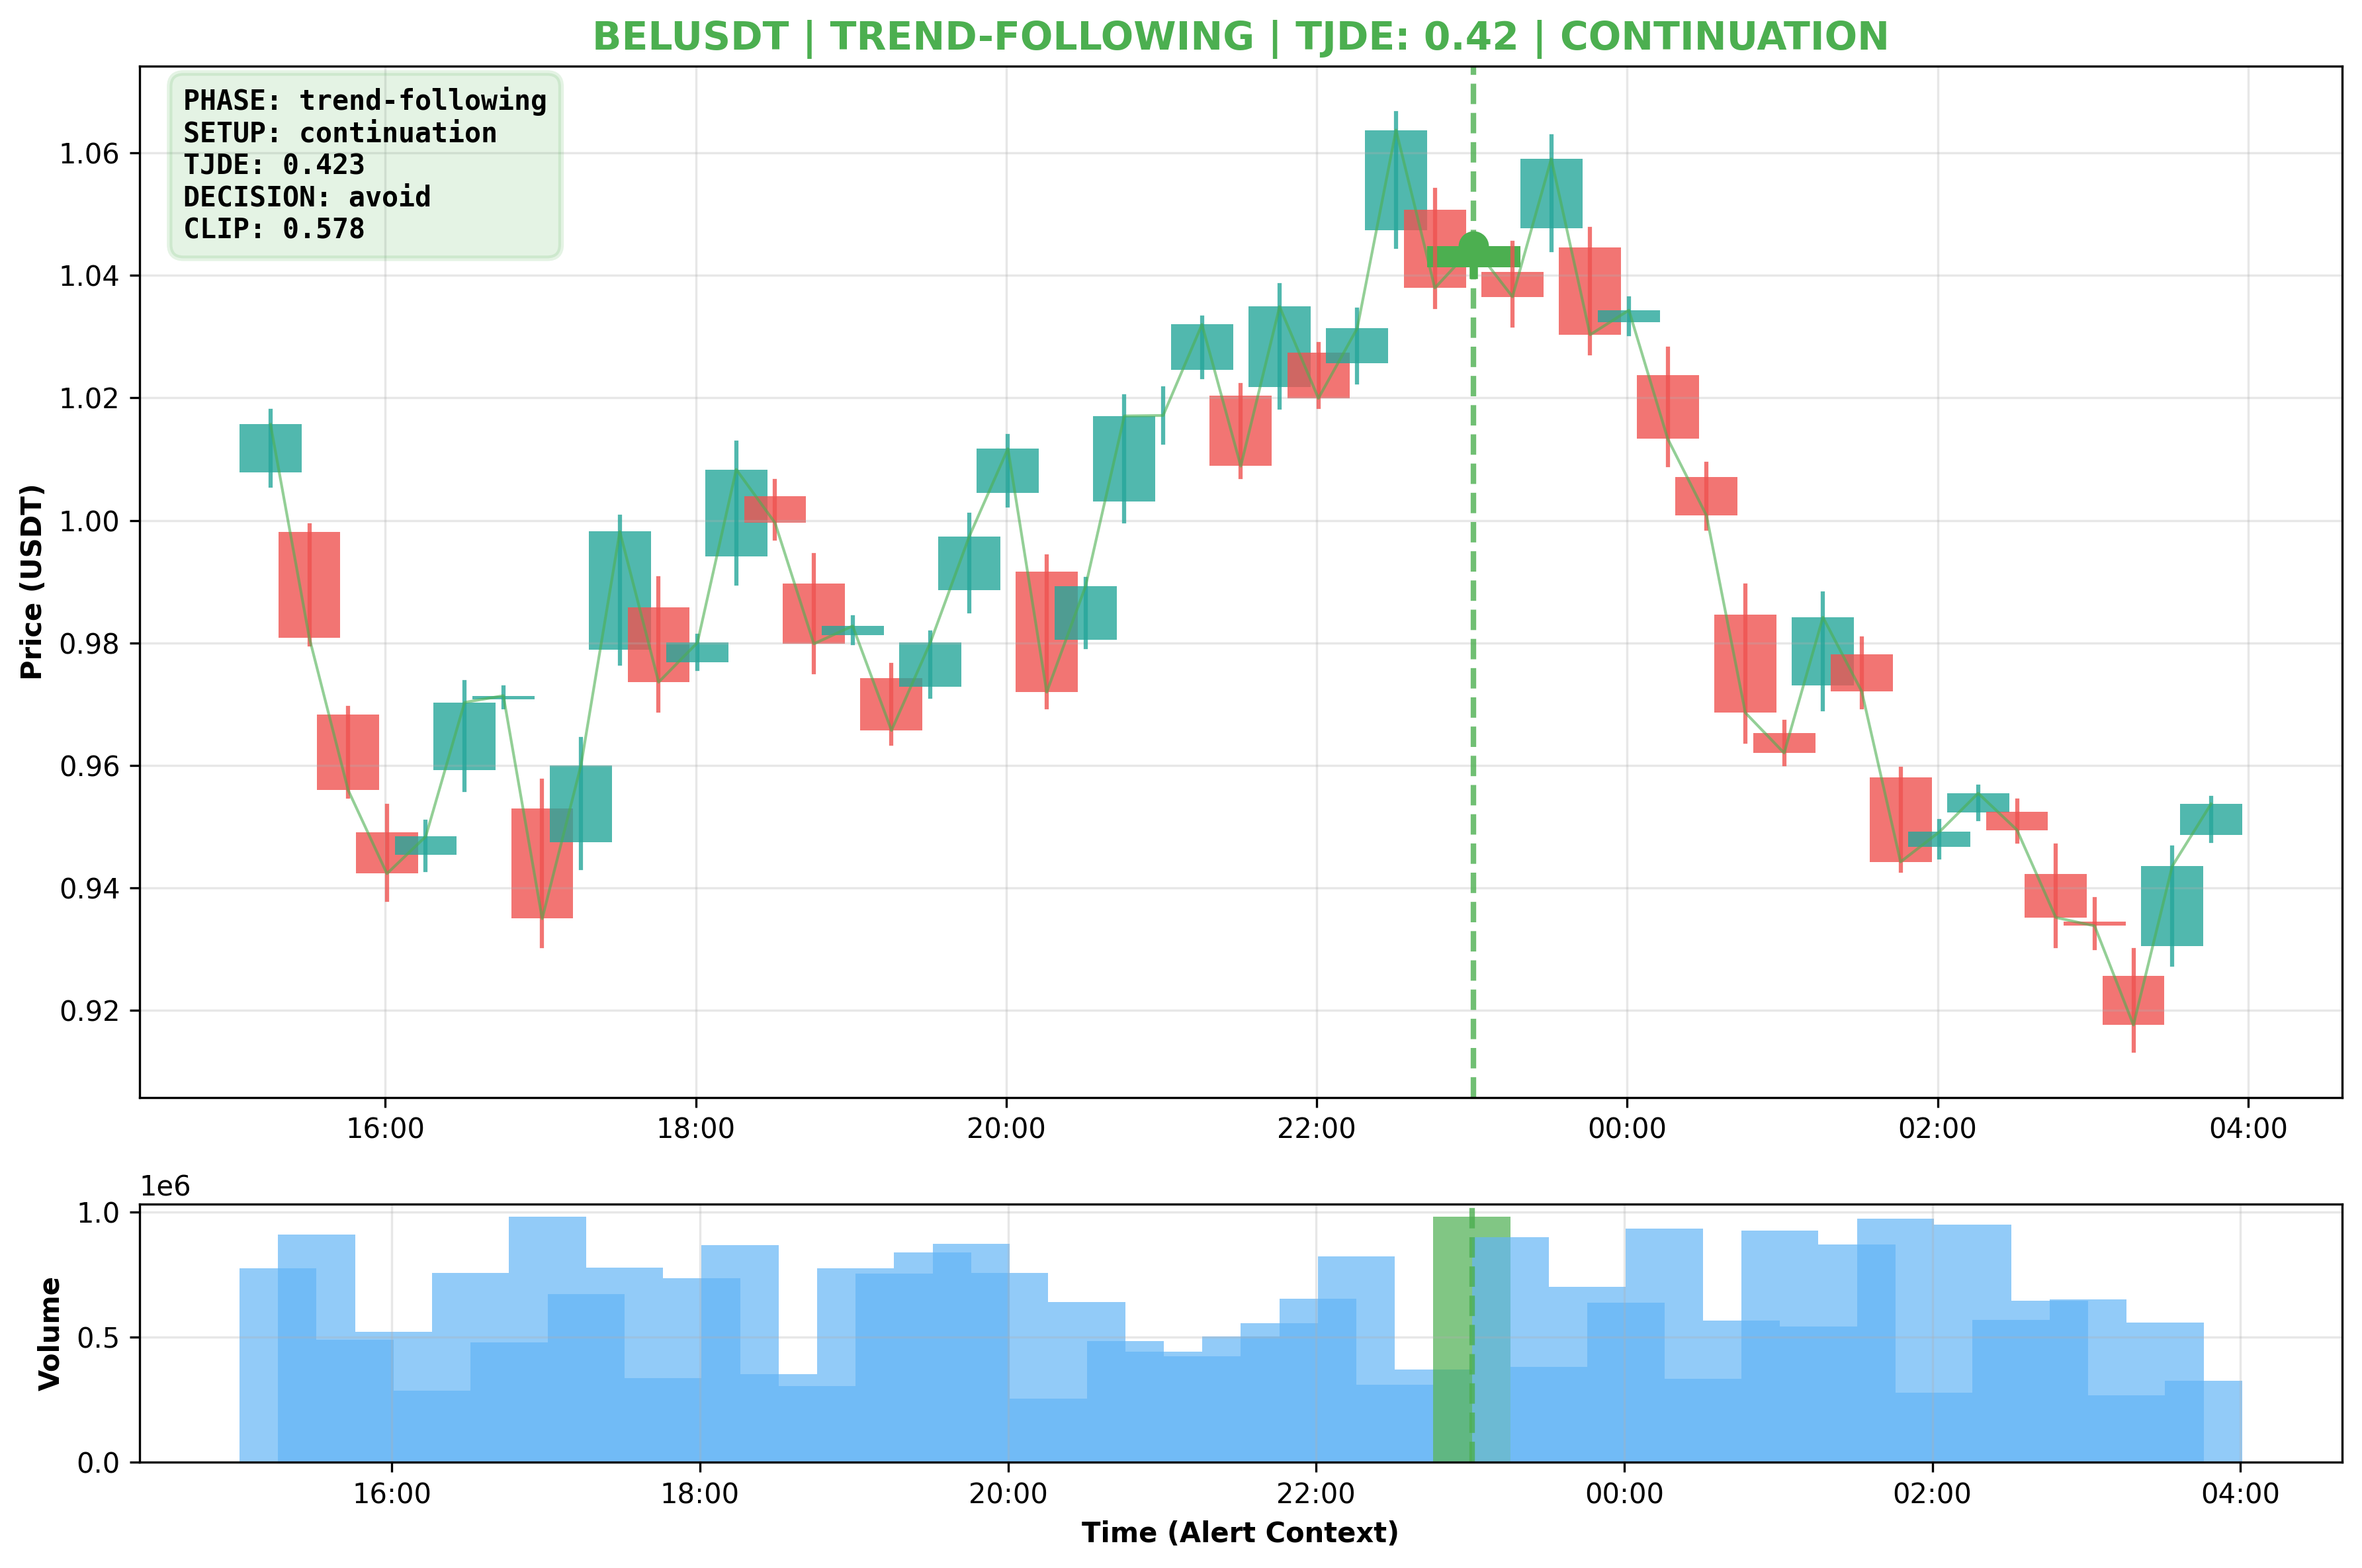 BELUSDT | TREND-FOLLOWING | TJDE: 0.42 | CONTINUATION
PHASE: trend-following
SETUP: continuation
TJDE: 0.423
DECISION: avoid
CLIP: 0.578
Price (USDT)
1.06
1.04
1.02
1.00
0.98
0.96
0.94
0.92
16:00 18:00 20:00 22:00 00:00 02:00 04:00
1e6
Volume
1.0
0.5
0.0
16:00 18:00 20:00 22:00 00:00 02:00 04:00
Time (Alert Context)